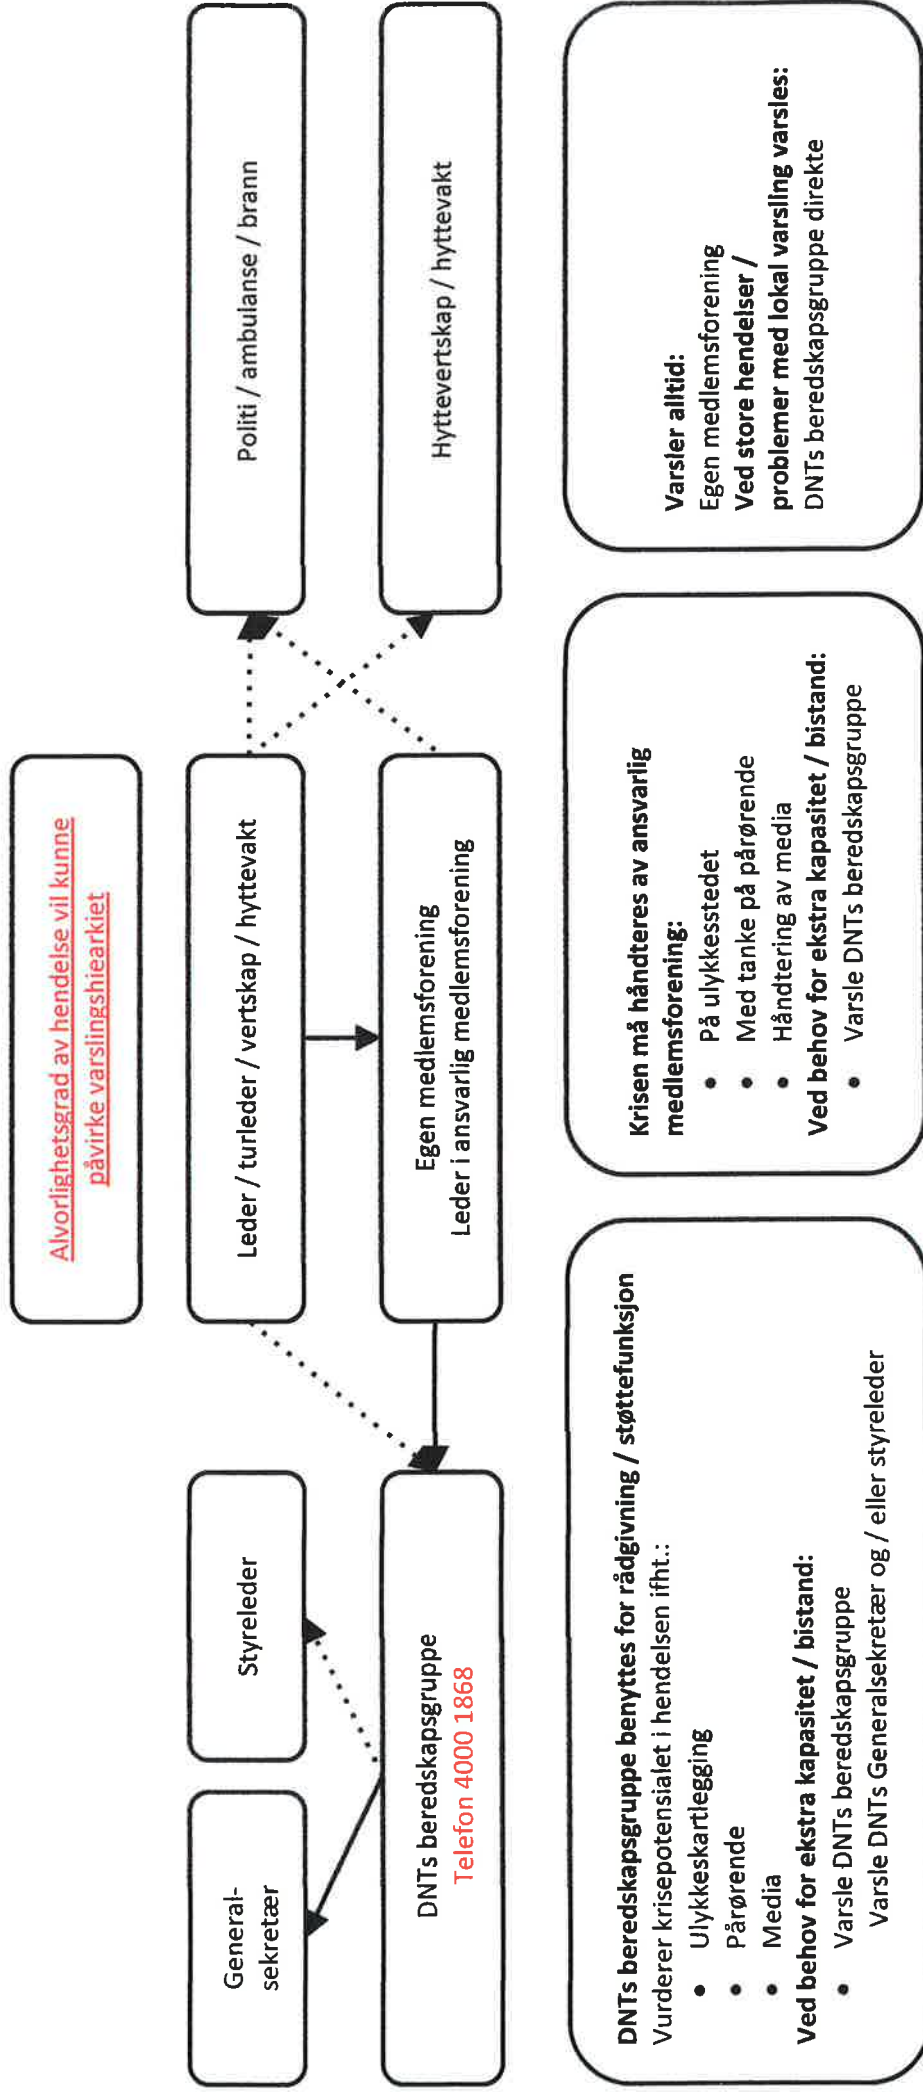 Alvorlighetsgrad av hendelse vil kunne
påvirke varslingshiearkiet
General-
sekretær
Styreleder
Leder / turleder / vertskap / hyttevakt
Politi / ambulanse / brann
DNTs beredskapsgruppe
Telefon 4000 1868
Egen medlemsforening
Leder i ansvarlig medlemsforening
Hyttevertskap / hyttevakt
DNTs beredskapsgruppe benyttes for rådgivning / støttefunksjon
Vurderer krisepotensialet i hendelsen ifht.:
• Ulykkeskartlegging
• Pårørende
• Media
Ved behov for ekstra kapasitet / bistand:
• Varsle DNTs beredskapsgruppe
Varsle DNTs Generalsekretær og / eller styreleder
Krisen må håndteres av ansvarlig
medlemsforening:
• På ulykkesstedet
• Med tanke på pårørende
• Håndtering av media
Ved behov for ekstra kapasitet / bistand:
• Varsle DNTs beredskapsgruppe
Varsler alltid:
Egen medlemsforening
Ved store hendelser /
problemer med lokal varsling varsles:
DNTs beredskapsgruppe direkte